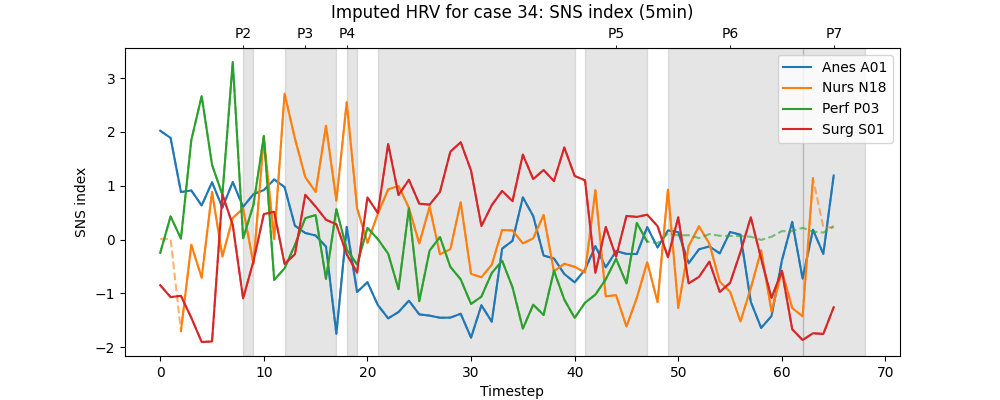 Imputed HRV for case 34: SNS index (5min)
P2 P3 P4 P5 P6 P7
Anes A01
Nurs N18
Perf P03
Surg S01
SNS index
3
2
1
0
−1
−2
0 10 20 30 40 50 60 70
Timestep